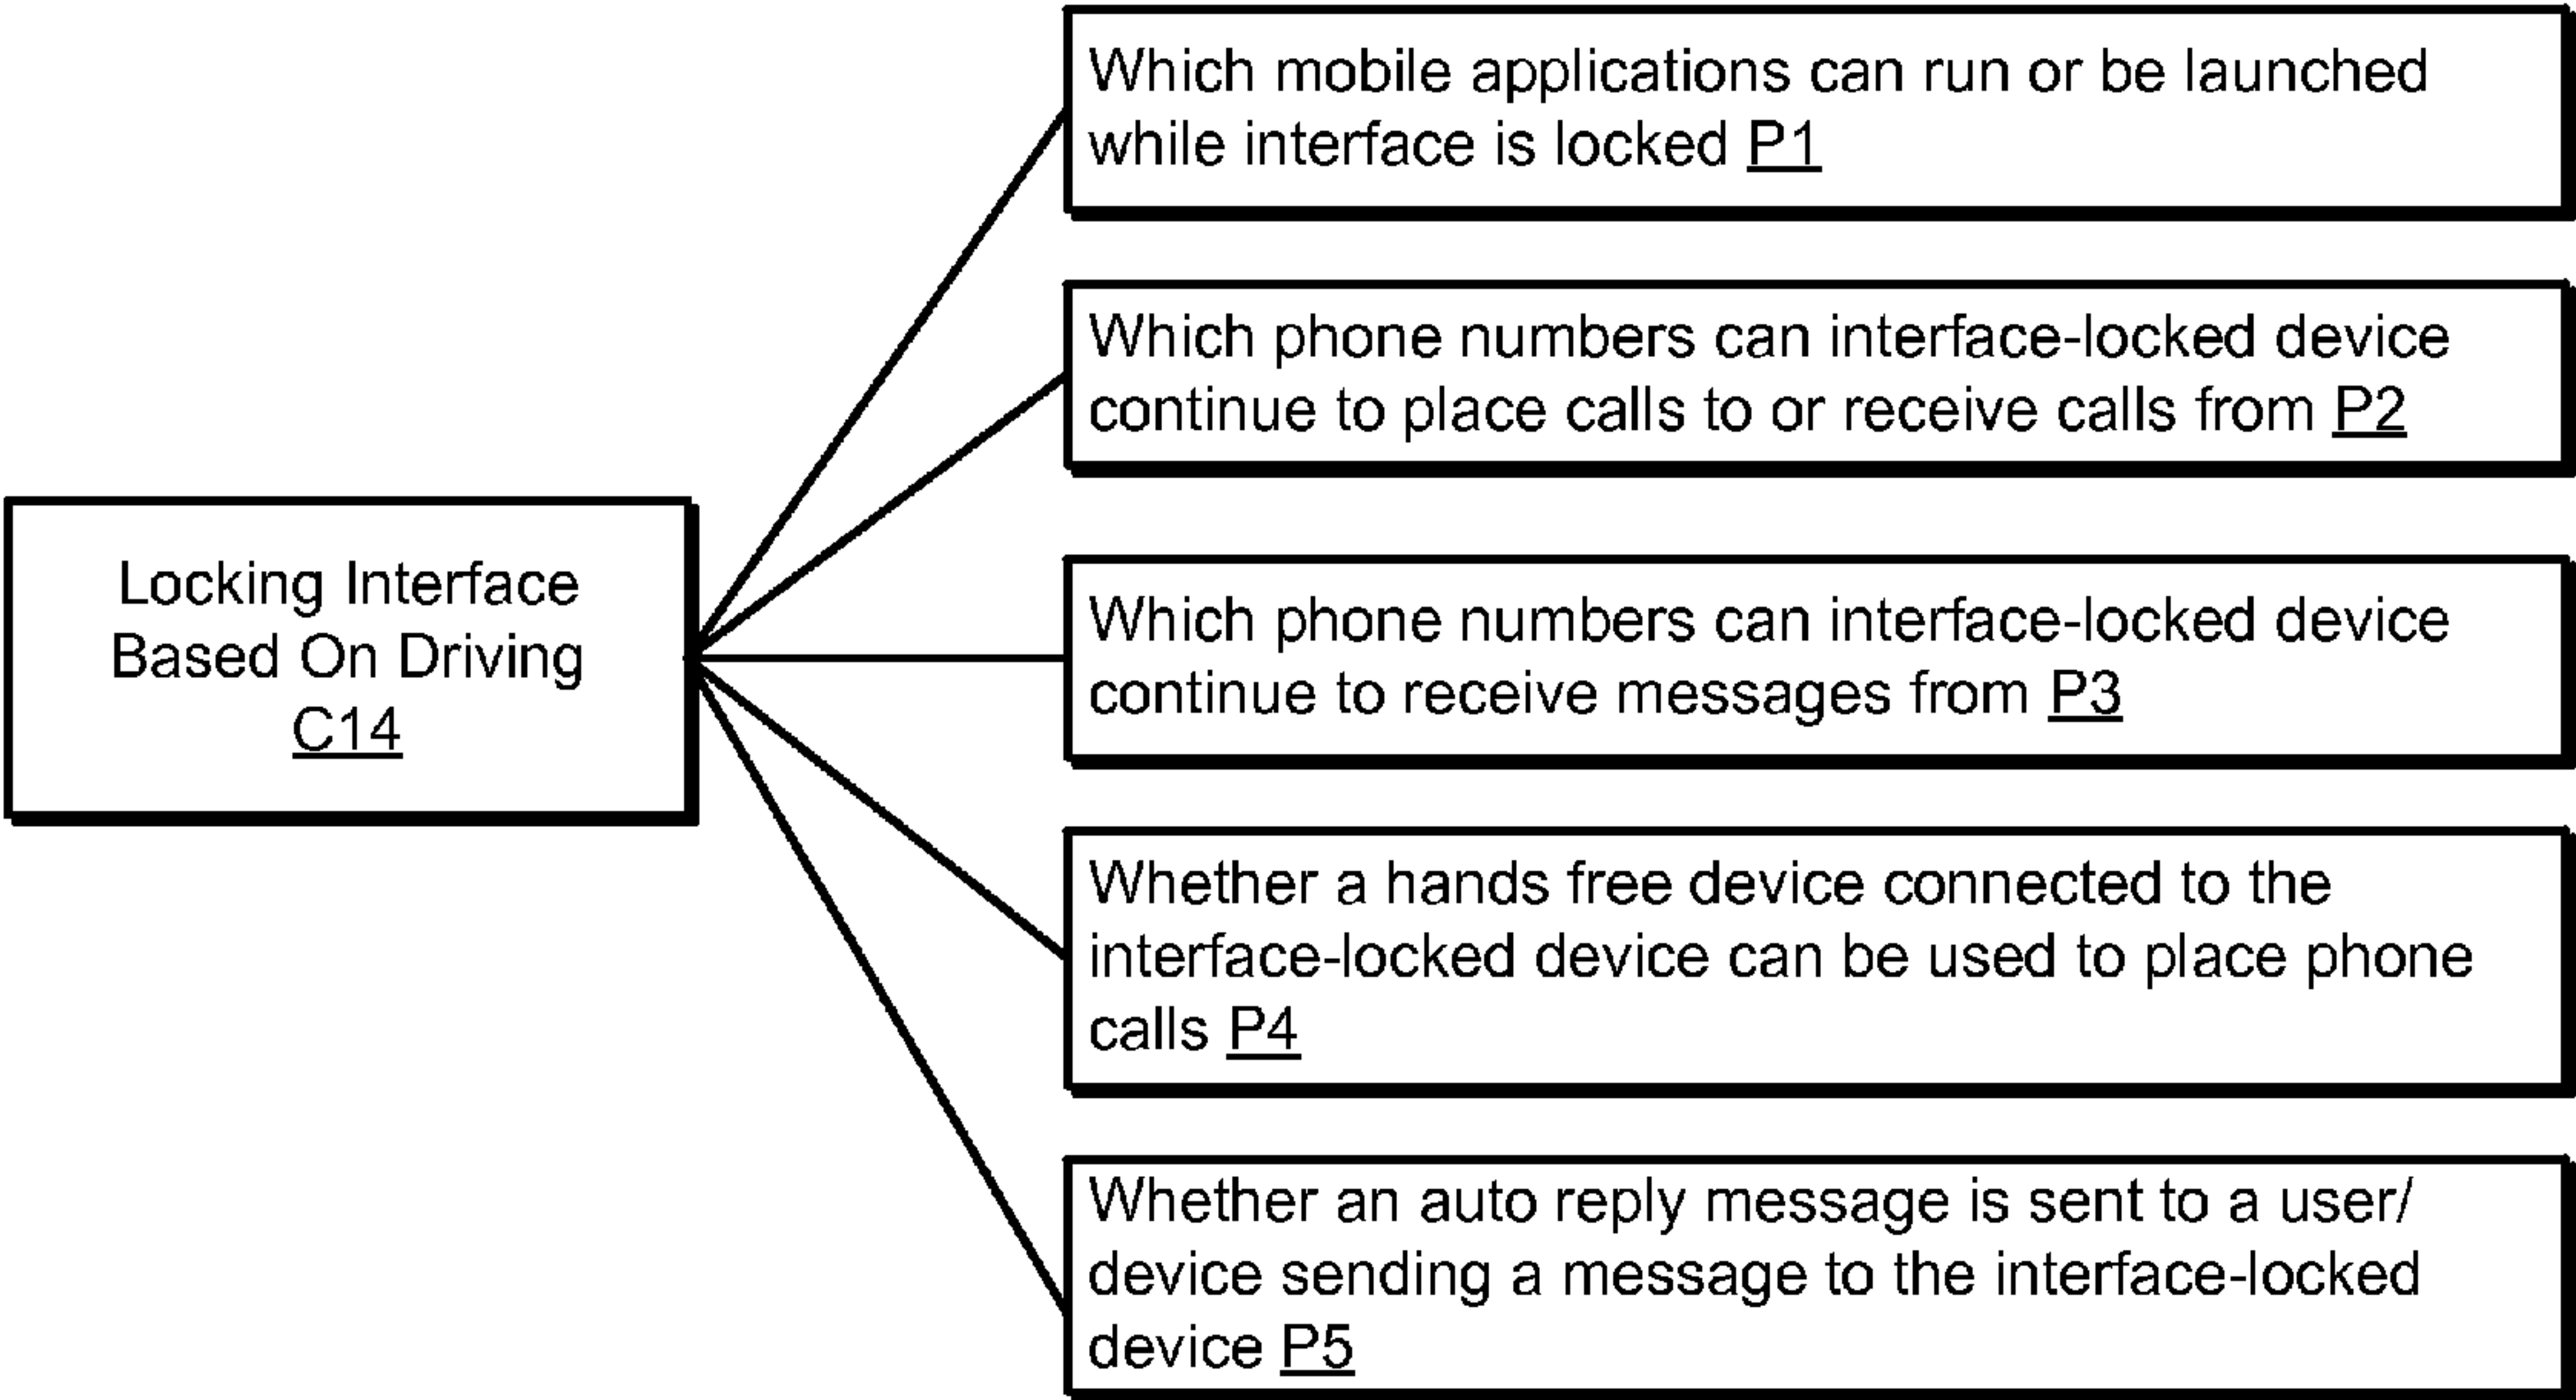 Which mobile applications can run or be launched
while interface is locked P1
Which phone numbers can interface-locked device
continue to place calls to or receive calls from P2
Locking Interface
Based On Driving
C14
Which phone numbers can interface-locked device
continue to receive messages from P3
Whether a hands free device connected to the
interface-locked device can be used to place phone
calls P4
Whether an auto reply message is sent to a user/
device sending a message to the interface-locked
device P5